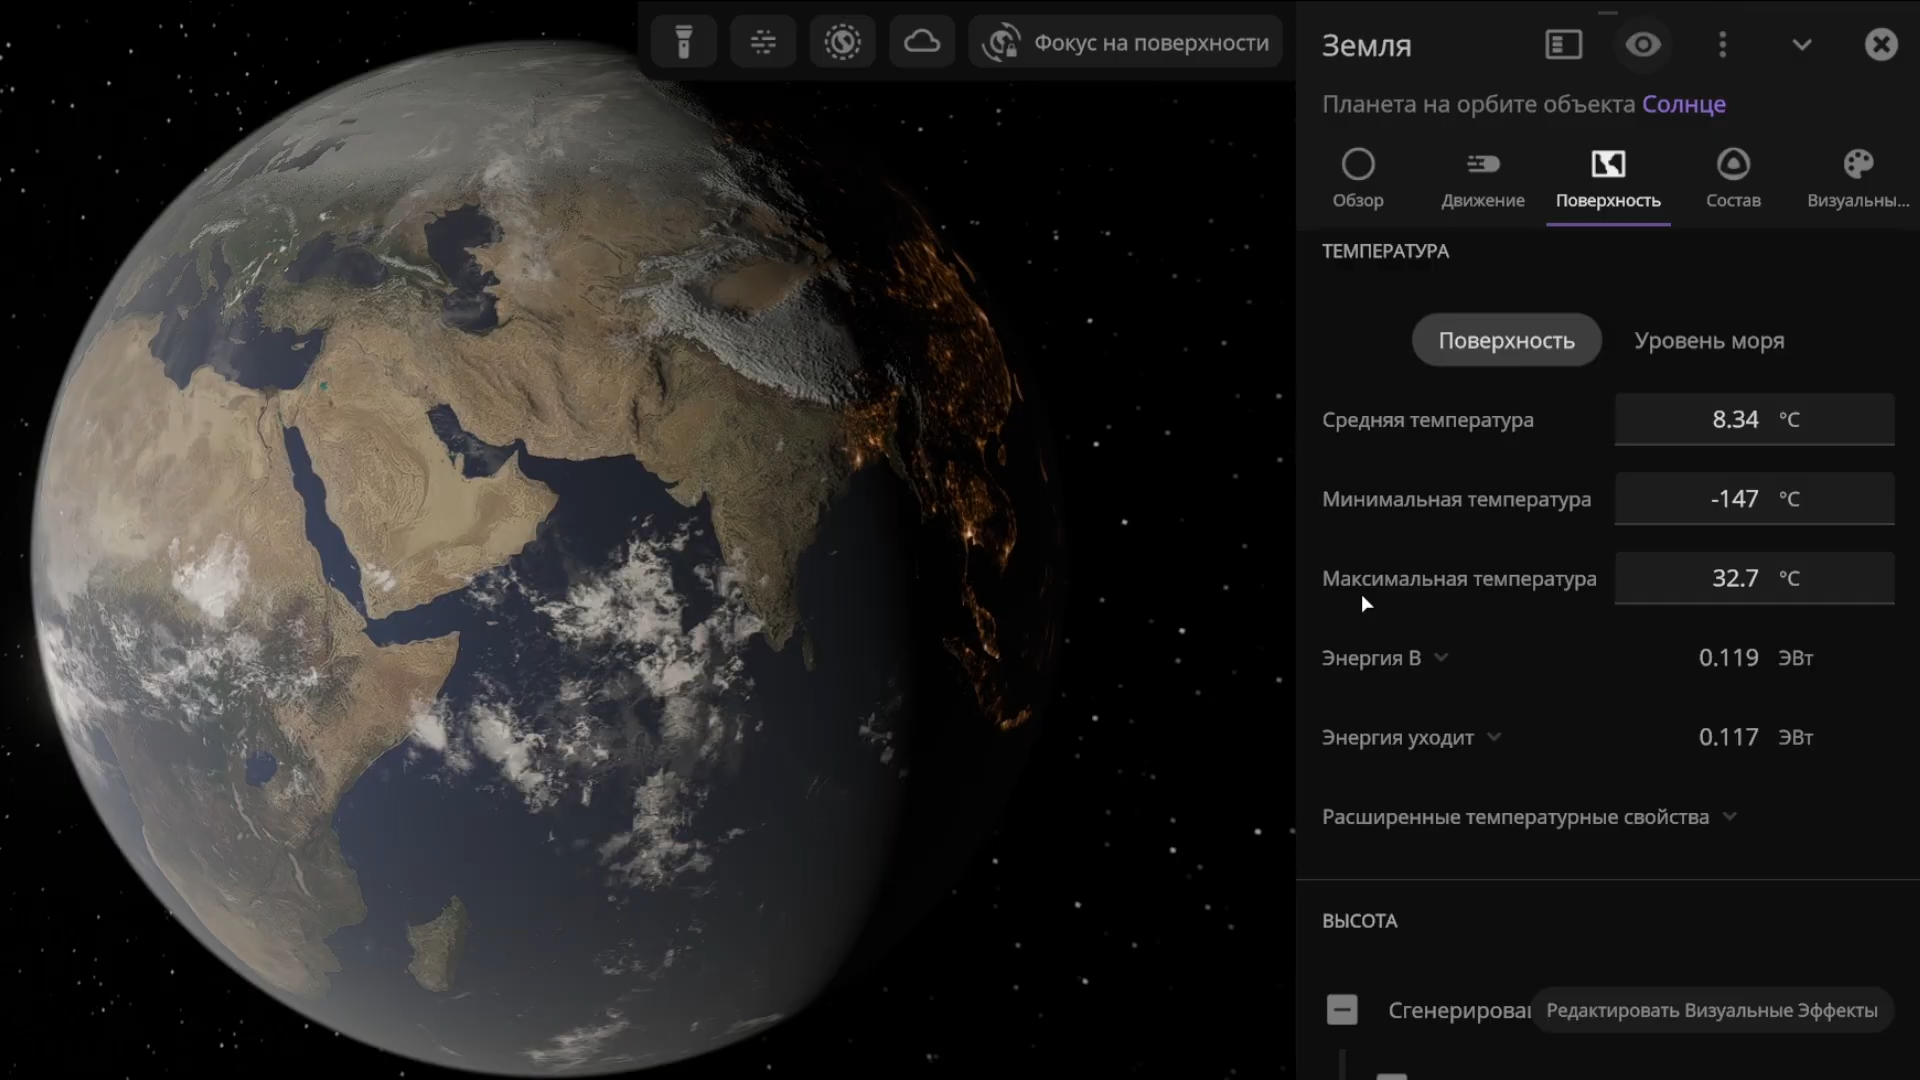 Фокус на поверхности
Земля
Планета на орбите объекта Солнце
Обзор
Движение
Поверхность
Состав
Визуальны...
ТЕМПЕРАТУРА
Поверхность
Уровень моря
Средняя температура 8.34 °C
Минимальная температура -147 °C
Максимальная температура 32.7 °C
Энергия В 0.119 ЭВт
Энергия уходит 0.117 ЭВт
Расширенные температурные свойства
ВЫСОТА
Сгенерирова
Редактировать Визуальные Эффекты